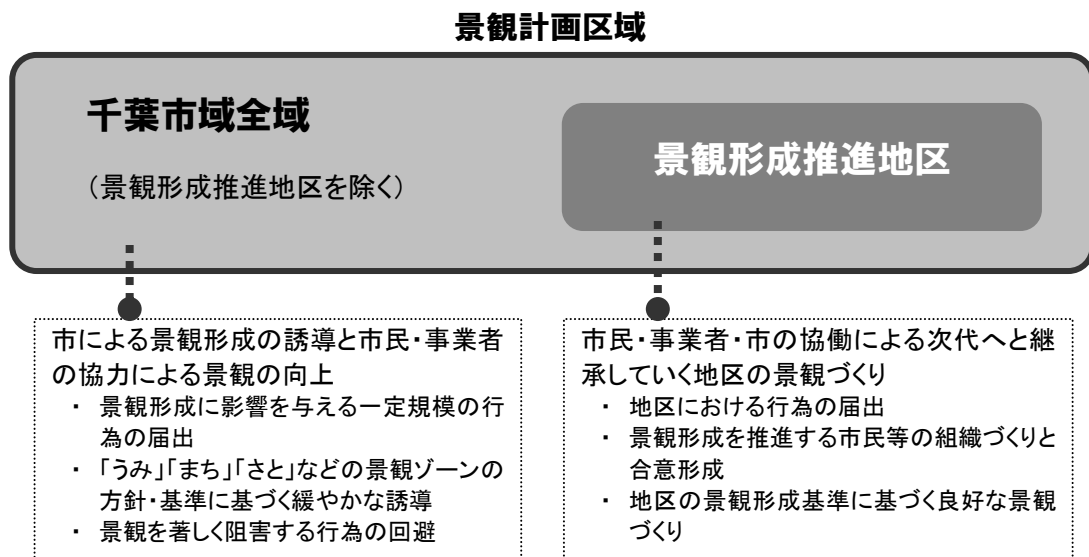 景観計画区域
千葉市域全域
（景観形成推進地区を除く）
景観形成推進地区
市による景観形成の誘導と市民・事業者
の協力による景観の向上
・ 景観形成に影響を与える一定規模の行
為の届出
・ 「うみ」「まち」「さと」などの景観ゾーンの
方針・基準に基づく緩やかな誘導
・ 景観を著しく阻害する行為の回避
市民・事業者・市の協働による次代へと継
承していく地区の景観づくり
・ 地区における行為の届出
・ 景観形成を推進する市民等の組織づくりと
合意形成
・ 地区の景観形成基準に基づく良好な景観
づくり